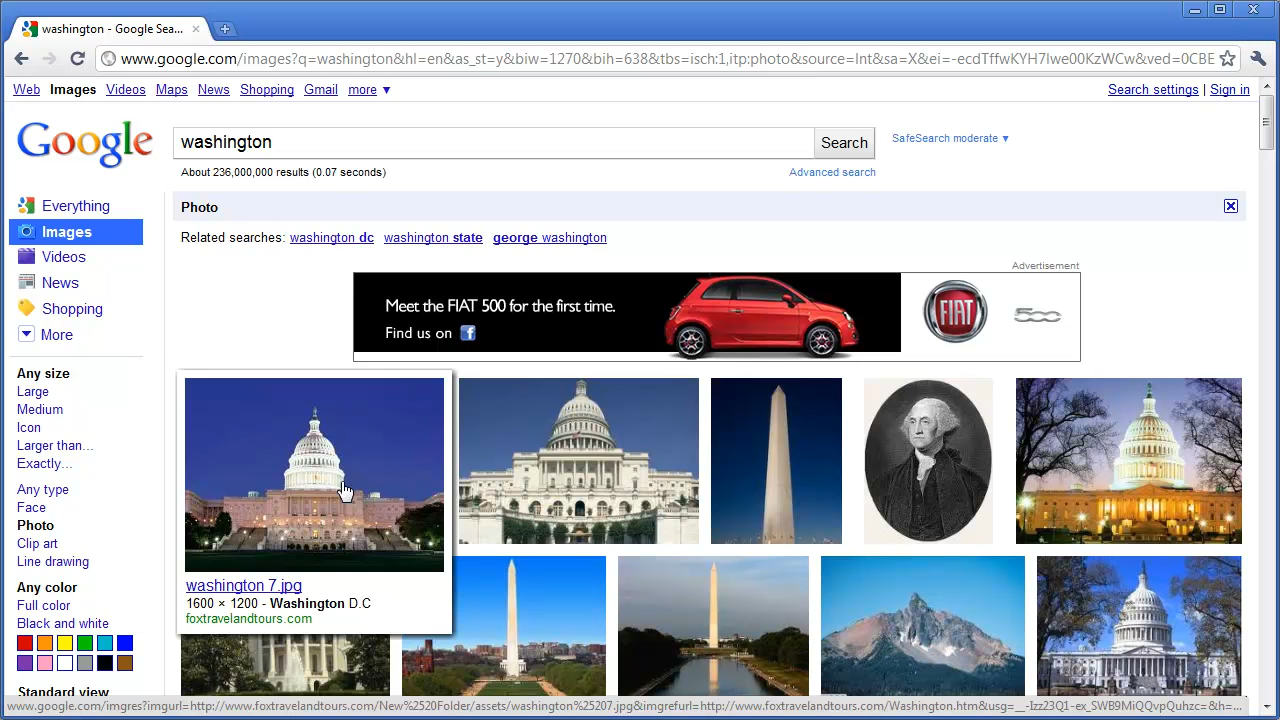 washington - Google Sea...
www.google.com/images?q=washington&hl=en&as_st=y&biw=1270&bih=638&tbs=isch:1,itp:photo&source=lnt&sa=X&ei=-ecdTffwKYH7lwe00KzWCw&ved=0CBE
Web Images Videos Maps News Shopping Gmail more ▼
Search settings | Sign in
Google
washington
Search
SafeSearch moderate ▼
About 236,000,000 results (0.07 seconds)
Advanced search
Everything
Images
Videos
News
Shopping
More
Any size
Large
Medium
Icon
Larger than...
Exactly...
Any type
Face
Photo
Clip art
Line drawing
Any color
Full color
Black and white
Standard view
Photo
Related searches: washington dc washington state george washington
Advertisement
Meet the FIAT 500 for the first time.
Find us on f
FIAT
500
washington 7.jpg
1600 × 1200 - Washington D.C
foxtravelandtours.com
www.google.com/imgres?imgurl=http://www.foxtravelandtours.com/New%2520Folder/assets/washington%25207.jpg&imgrefurl=http://www.foxtravelandtours.com/Washington.htm&usg=__-Izz23Q1-ex_SWB9MiQQvpQuhzc=&h=...